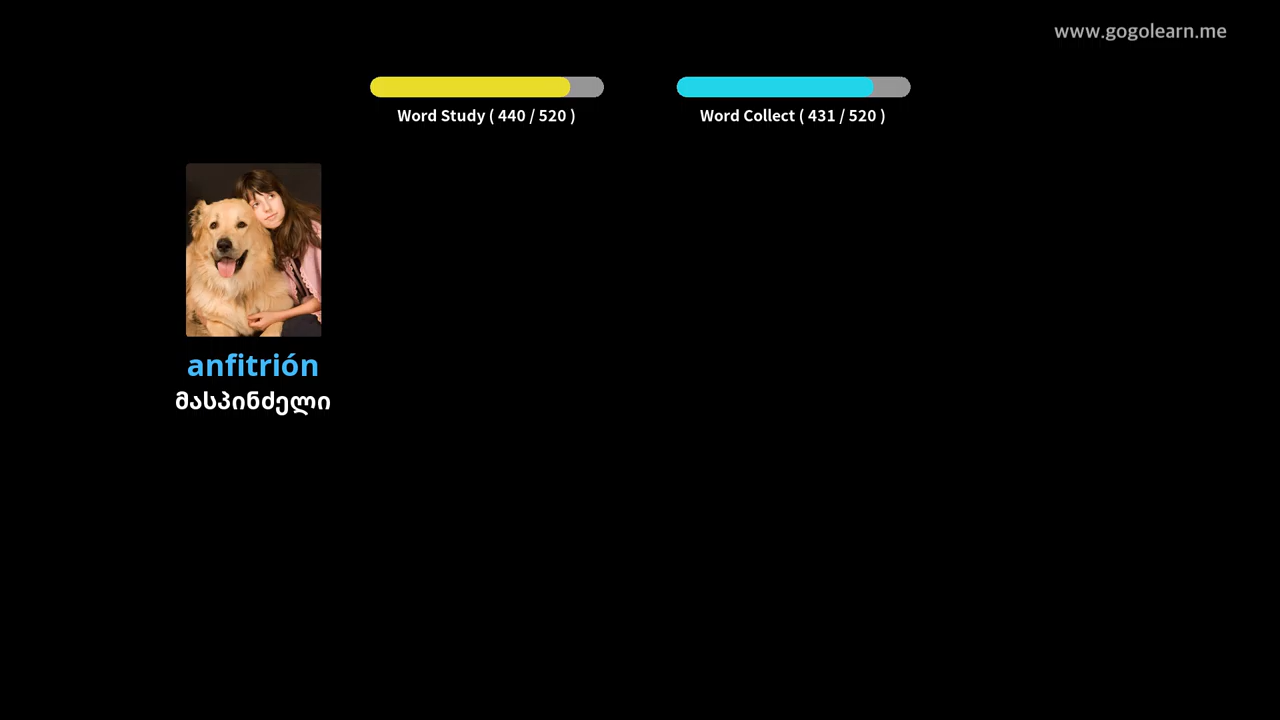 www.gogolearn.me
Word Study ( 440 / 520 )
Word Collect ( 431 / 520 )
anfitrión
მასპინძელი